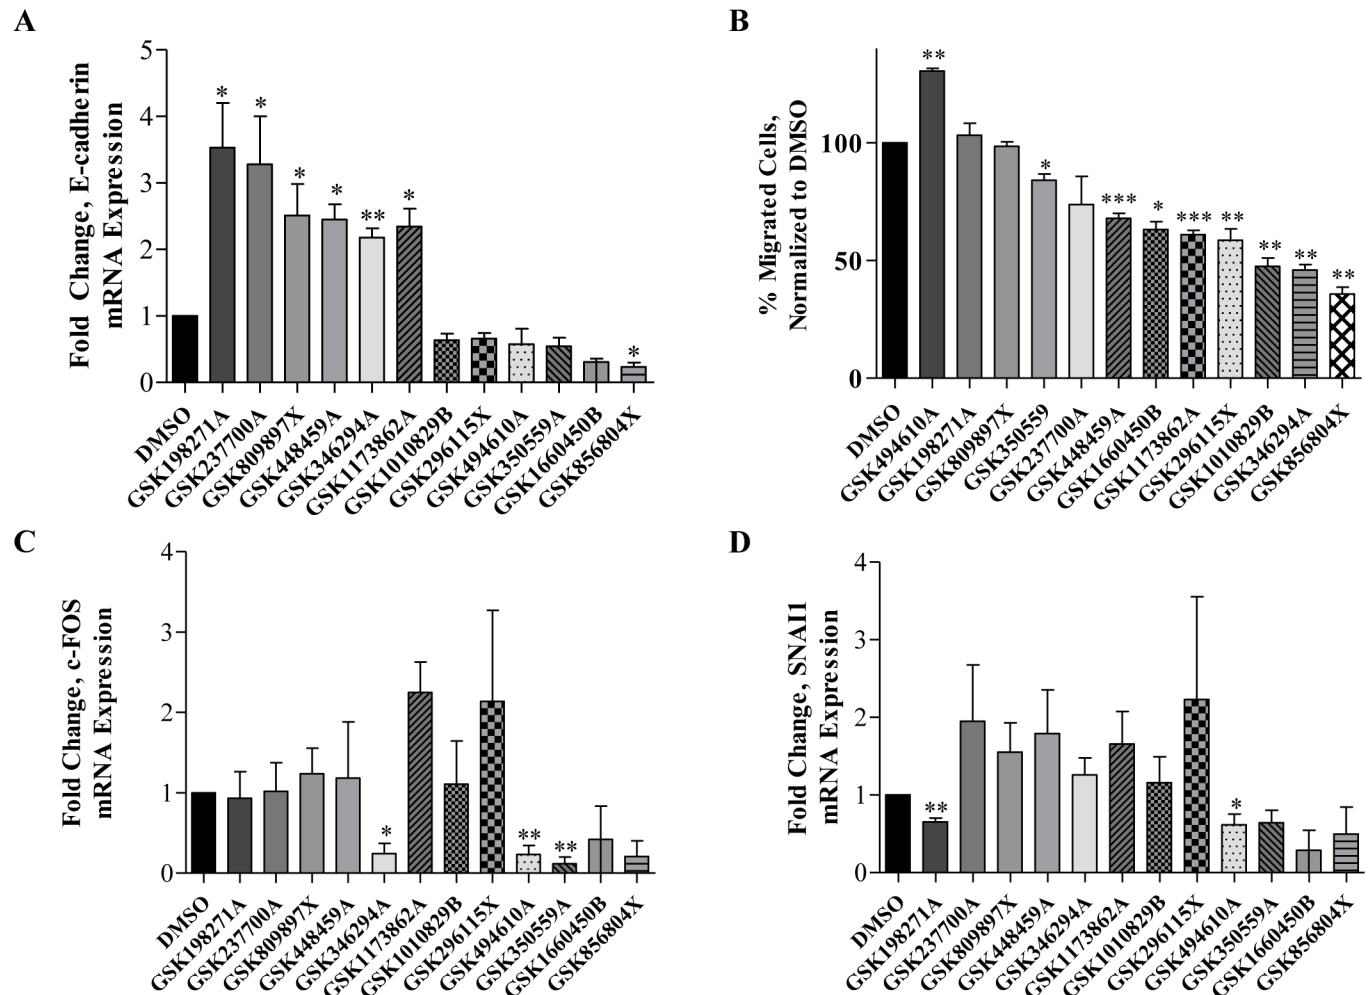 A
Fold Change, E-cadherin
mRNA Expression
5
4
3
2
1
0
*
*
*
*
**
*
*
DMSO
GSK198271A
GSK237700A
GSK809897X
GSK448459A
GSK346294A
GSK1173862A
GSK1010829B
GSK296115X
GSK494610A
GSK350559A
GSK1660450B
GSK856804X
B
% Migrated Cells,
Normalized to DMSO
100
50
0
**
*
***
*
***
**
**
**
**
DMSO
GSK494610A
GSK198271A
GSK809897X
GSK350559
GSK237700A
GSK448459A
GSK1660450B
GSK1173862A
GSK296115X
GSK1010829B
GSK346294A
GSK856804X
C
Fold Change, c-FOS
mRNA Expression
4
3
2
1
0
*
**
**
DMSO
GSK198271A
GSK237700A
GSK809897X
GSK448459A
GSK346294A
GSK1173862A
GSK1010829B
GSK296115X
GSK494610A
GSK350559A
GSK1660450B
GSK856804X
D
Fold Change, SNAI1
mRNA Expression
4
3
2
1
0
**
*
DMSO
GSK198271A
GSK237700A
GSK809897X
GSK448459A
GSK346294A
GSK1173862A
GSK1010829B
GSK296115X
GSK494610A
GSK350559A
GSK1660450B
GSK856804X